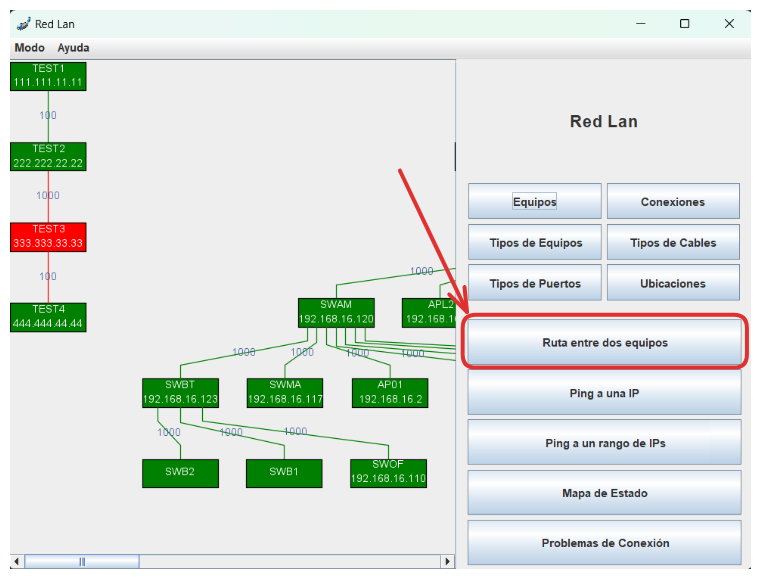 Red Lan
Modo Ayuda
TEST1
111.111.11.11
100
TEST2
222.222.22.22
1000
TEST3
333.333.33.33
100
TEST4
444.444.44.44
1000
SWAM
192.168.16.120
APL2
1000 1000 1000 1000
SWBT
192.168.16.123
SWMA
192.168.16.117
AP01
192.168.16.2
1000 1000 1000
SWB2
SWB1
SWOF
192.168.16.110
Red Lan
Equipos Conexiones
Tipos de Equipos Tipos de Cables
Tipos de Puertos Ubicaciones
Ruta entre dos equipos
Ping a una IP
Ping a un rango de IPs
Mapa de Estado
Problemas de Conexión